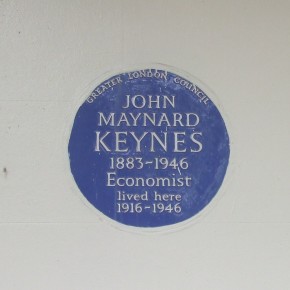 GREATER LONDON COUNCIL
JOHN
MAYNARD
KEYNES
1883-1946
Economist
lived here
1916-1946